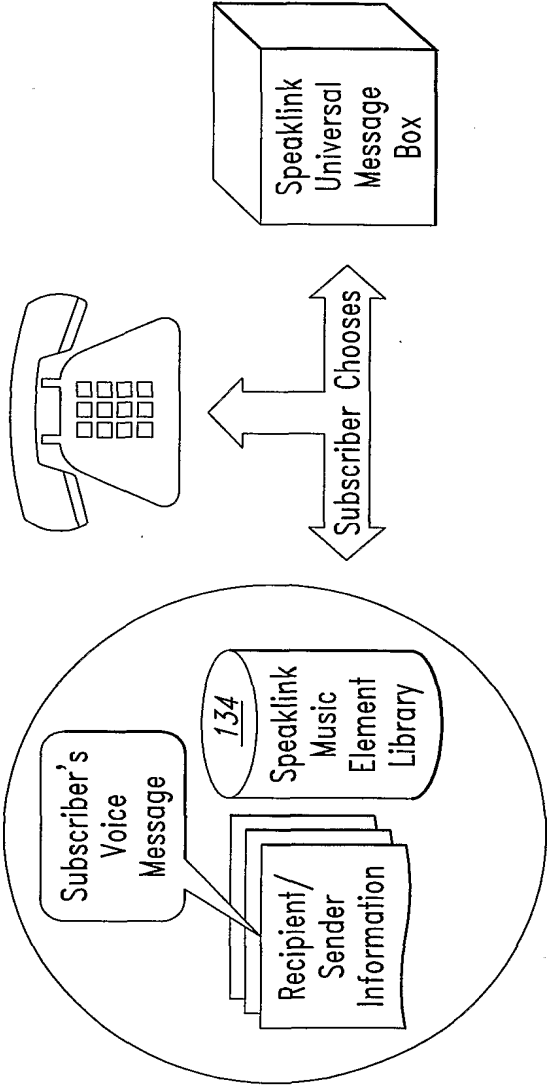 Subscriber's
Voice
Message
Recipient/
Sender
Information
134
Speaklink
Music
Element
Library
Subscriber Chooses
Speaklink
Universal
Message
Box